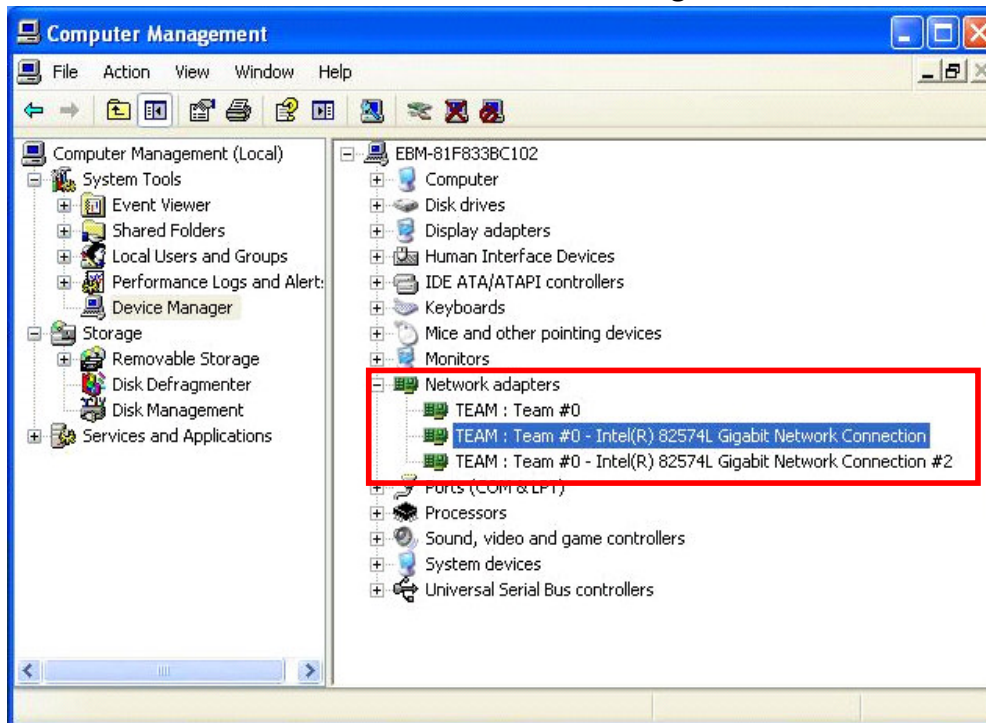 Computer Management
File Action View Window Help
Computer Management (Local)
System Tools
Event Viewer
Shared Folders
Local Users and Groups
Performance Logs and Alert:
Device Manager
Storage
Removable Storage
Disk Defragmenter
Disk Management
Services and Applications
EBM-81F833BC102
Computer
Disk drives
Display adapters
Human Interface Devices
IDE ATA/ATAPI controllers
Keyboards
Mice and other pointing devices
Monitors
Network adapters
TEAM : Team #0
TEAM : Team #0 - Intel(R) 82574L Gigabit Network Connection
TEAM : Team #0 - Intel(R) 82574L Gigabit Network Connection #2
Ports (COM & LPT)
Processors
Sound, video and game controllers
System devices
Universal Serial Bus controllers